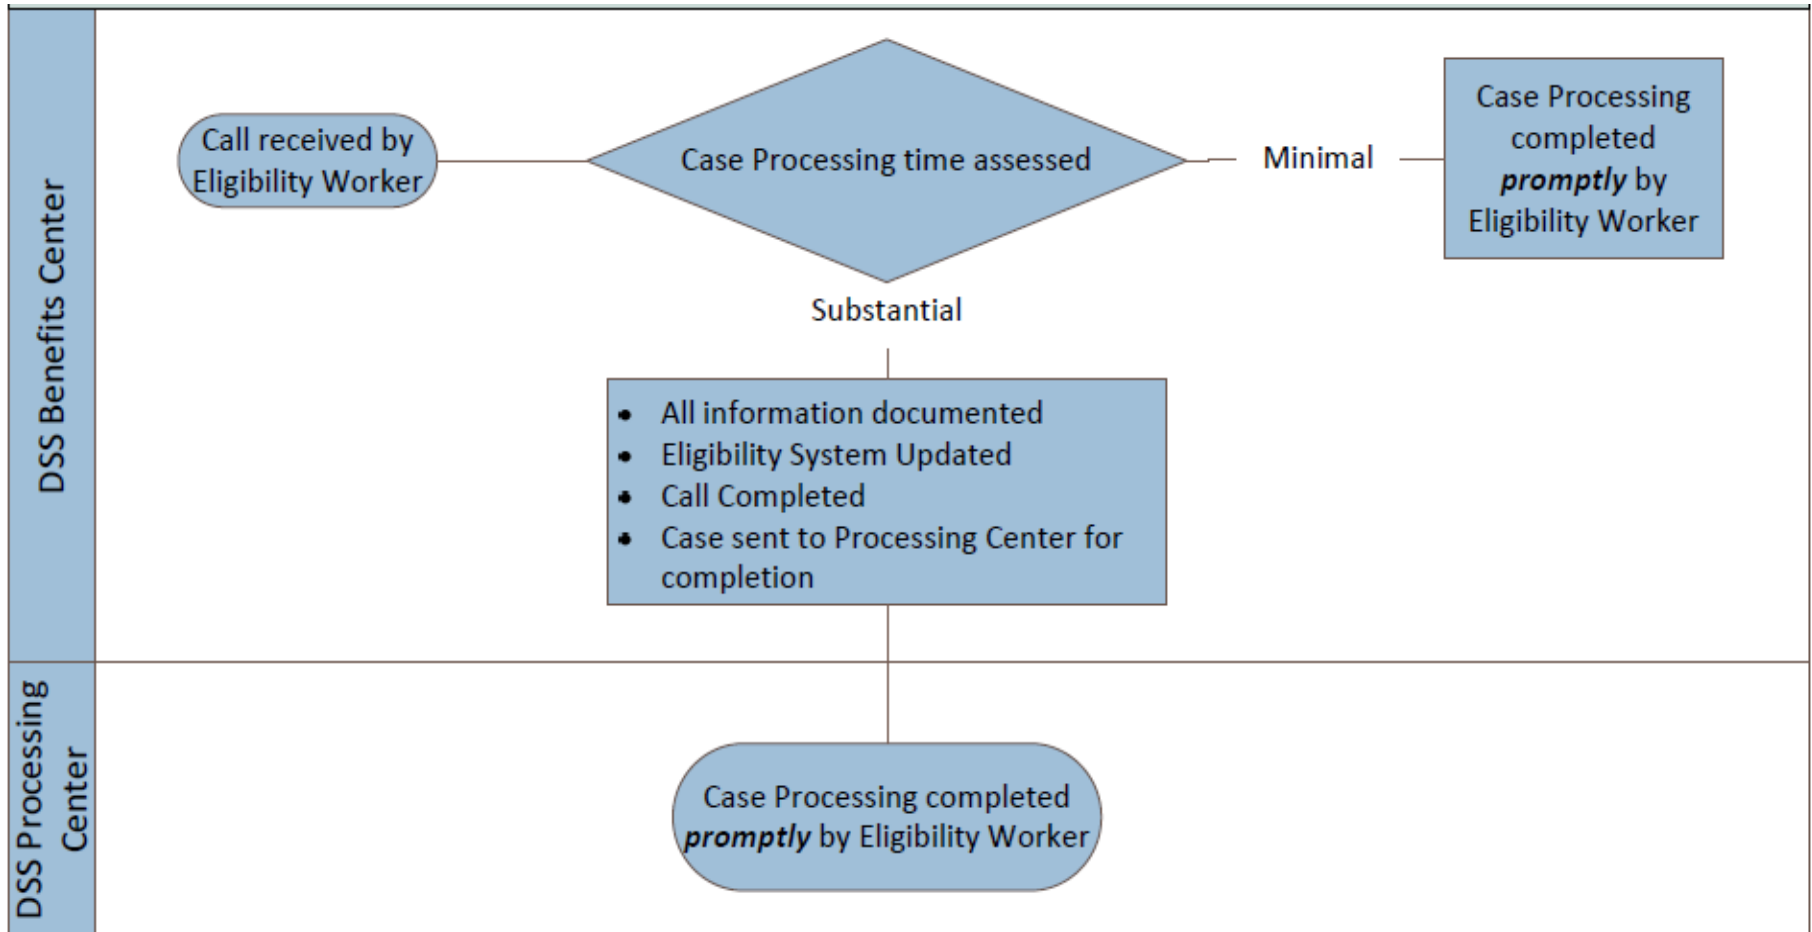 DSS Benefits Center
Call received by
Eligibility Worker
Case Processing time assessed
Minimal
Case Processing
completed
promptly by
Eligibility Worker
Substantial
• All information documented
• Eligibility System Updated
• Call Completed
• Case sent to Processing Center for
completion
DSS Processing
Center
Case Processing completed
promptly by Eligibility Worker